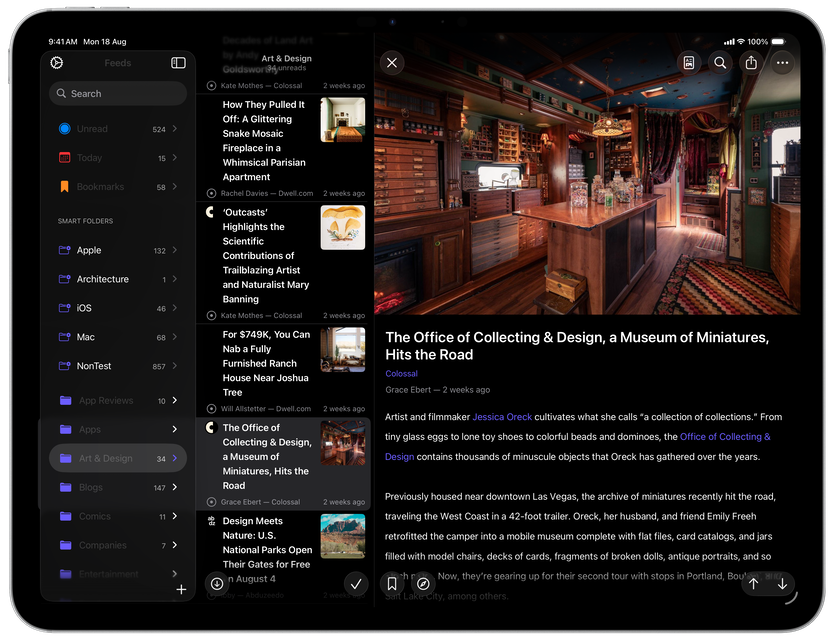 9:41 AM Mon 18 Aug
100%
Feeds
Search
Unread 524
Today 15
Bookmarks 58
SMART FOLDERS
Apple 132
Architecture 1
iOS 46
Mac 68
NonTest 857
App Reviews 10
Apps
Art & Design 34
Blogs 147
Comics 11
Companies 7
Entertainment
Decades of Land Art
by Andy
Goldsworthy
Art & Design
34 unreads
Kate Mothes — Colossal 2 weeks ago
How They Pulled It
Off: A Glittering
Snake Mosaic
Fireplace in a
Whimsical Parisian
Apartment
Rachel Davies — Dwell.com 2 weeks ago
‘Outcasts’
Highlights the
Scientific
Contributions of
Trailblazing Artist
and Naturalist Mary
Banning
Kate Mothes — Colossal 2 weeks ago
For $749K, You Can
Nab a Fully
Furnished Ranch
House Near Joshua
Tree
Will Allstetter — Dwell.com 2 weeks ago
The Office of
Collecting & Design,
a Museum of
Miniatures, Hits the
Road
Grace Ebert — Colossal 2 weeks ago
Design Meets
Nature: U.S.
National Parks Open
Their Gates for Free
on August 4
2 weeks ago
The Office of Collecting & Design, a Museum of Miniatures,
Hits the Road
Colossal
Grace Ebert — 2 weeks ago
Artist and filmmaker Jessica Oreck cultivates what she calls “a collection of collections.” From
tiny glass eggs to lone toy shoes to colorful beads and dominoes, the Office of Collecting &
Design contains thousands of minuscule objects that Oreck has gathered over the years.
Previously housed near downtown Las Vegas, the archive of miniatures recently hit the road,
traveling the West Coast in a 42-foot trailer. Oreck, her husband, and friend Emily Freeh
retrofitted the camper into a mobile museum complete with flat files, card catalogs, and jars
filled with model chairs, decks of cards, fragments of broken dolls, antique portraits, and so
much Now, they’re gearing up for their second tour with stops in Portland,
Salt Lake City, among others.